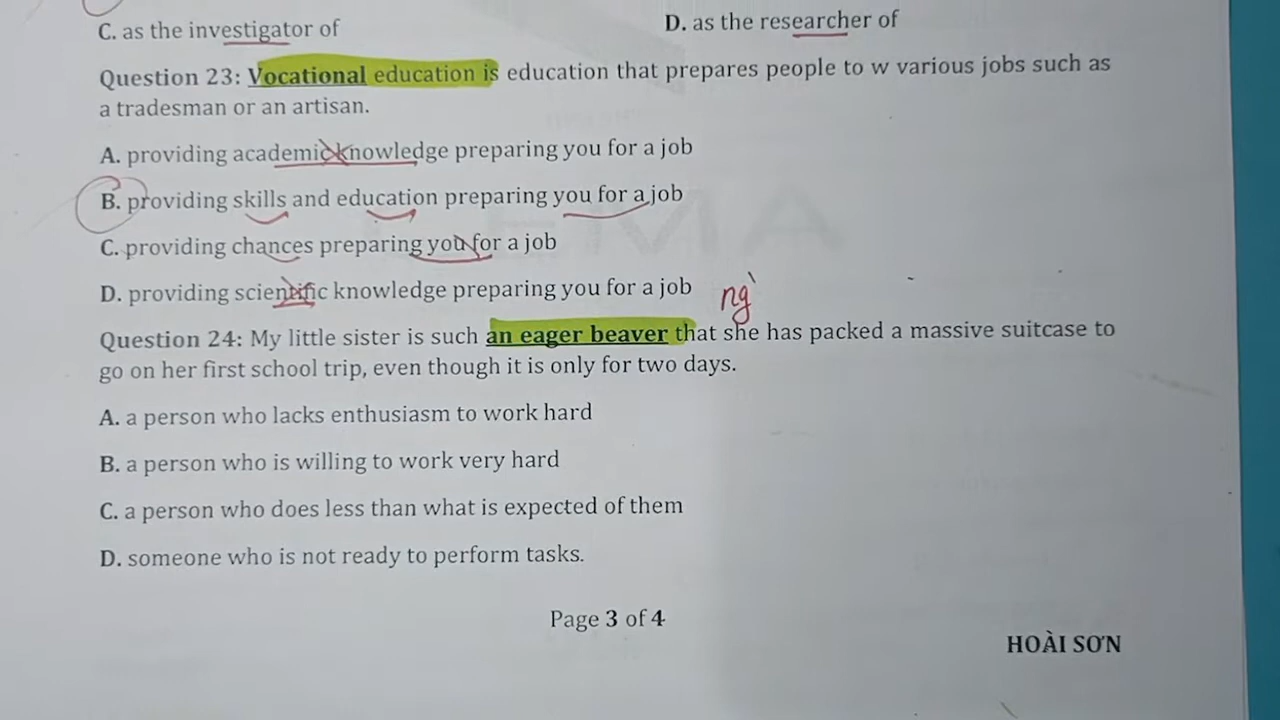 C. as the investigator of
D. as the researcher of
Question 23: Vocational education is education that prepares people to w various jobs such as
a tradesman or an artisan.
A. providing academic knowledge preparing you for a job
B. providing skills and education preparing you for a job
C. providing chances preparing you for a job
D. providing scientific knowledge preparing you for a job
ng`
Question 24: My little sister is such an eager beaver that she has packed a massive suitcase to
go on her first school trip, even though it is only for two days.
A. a person who lacks enthusiasm to work hard
B. a person who is willing to work very hard
C. a person who does less than what is expected of them
D. someone who is not ready to perform tasks.
Page 3 of 4
HOÀI SƠN